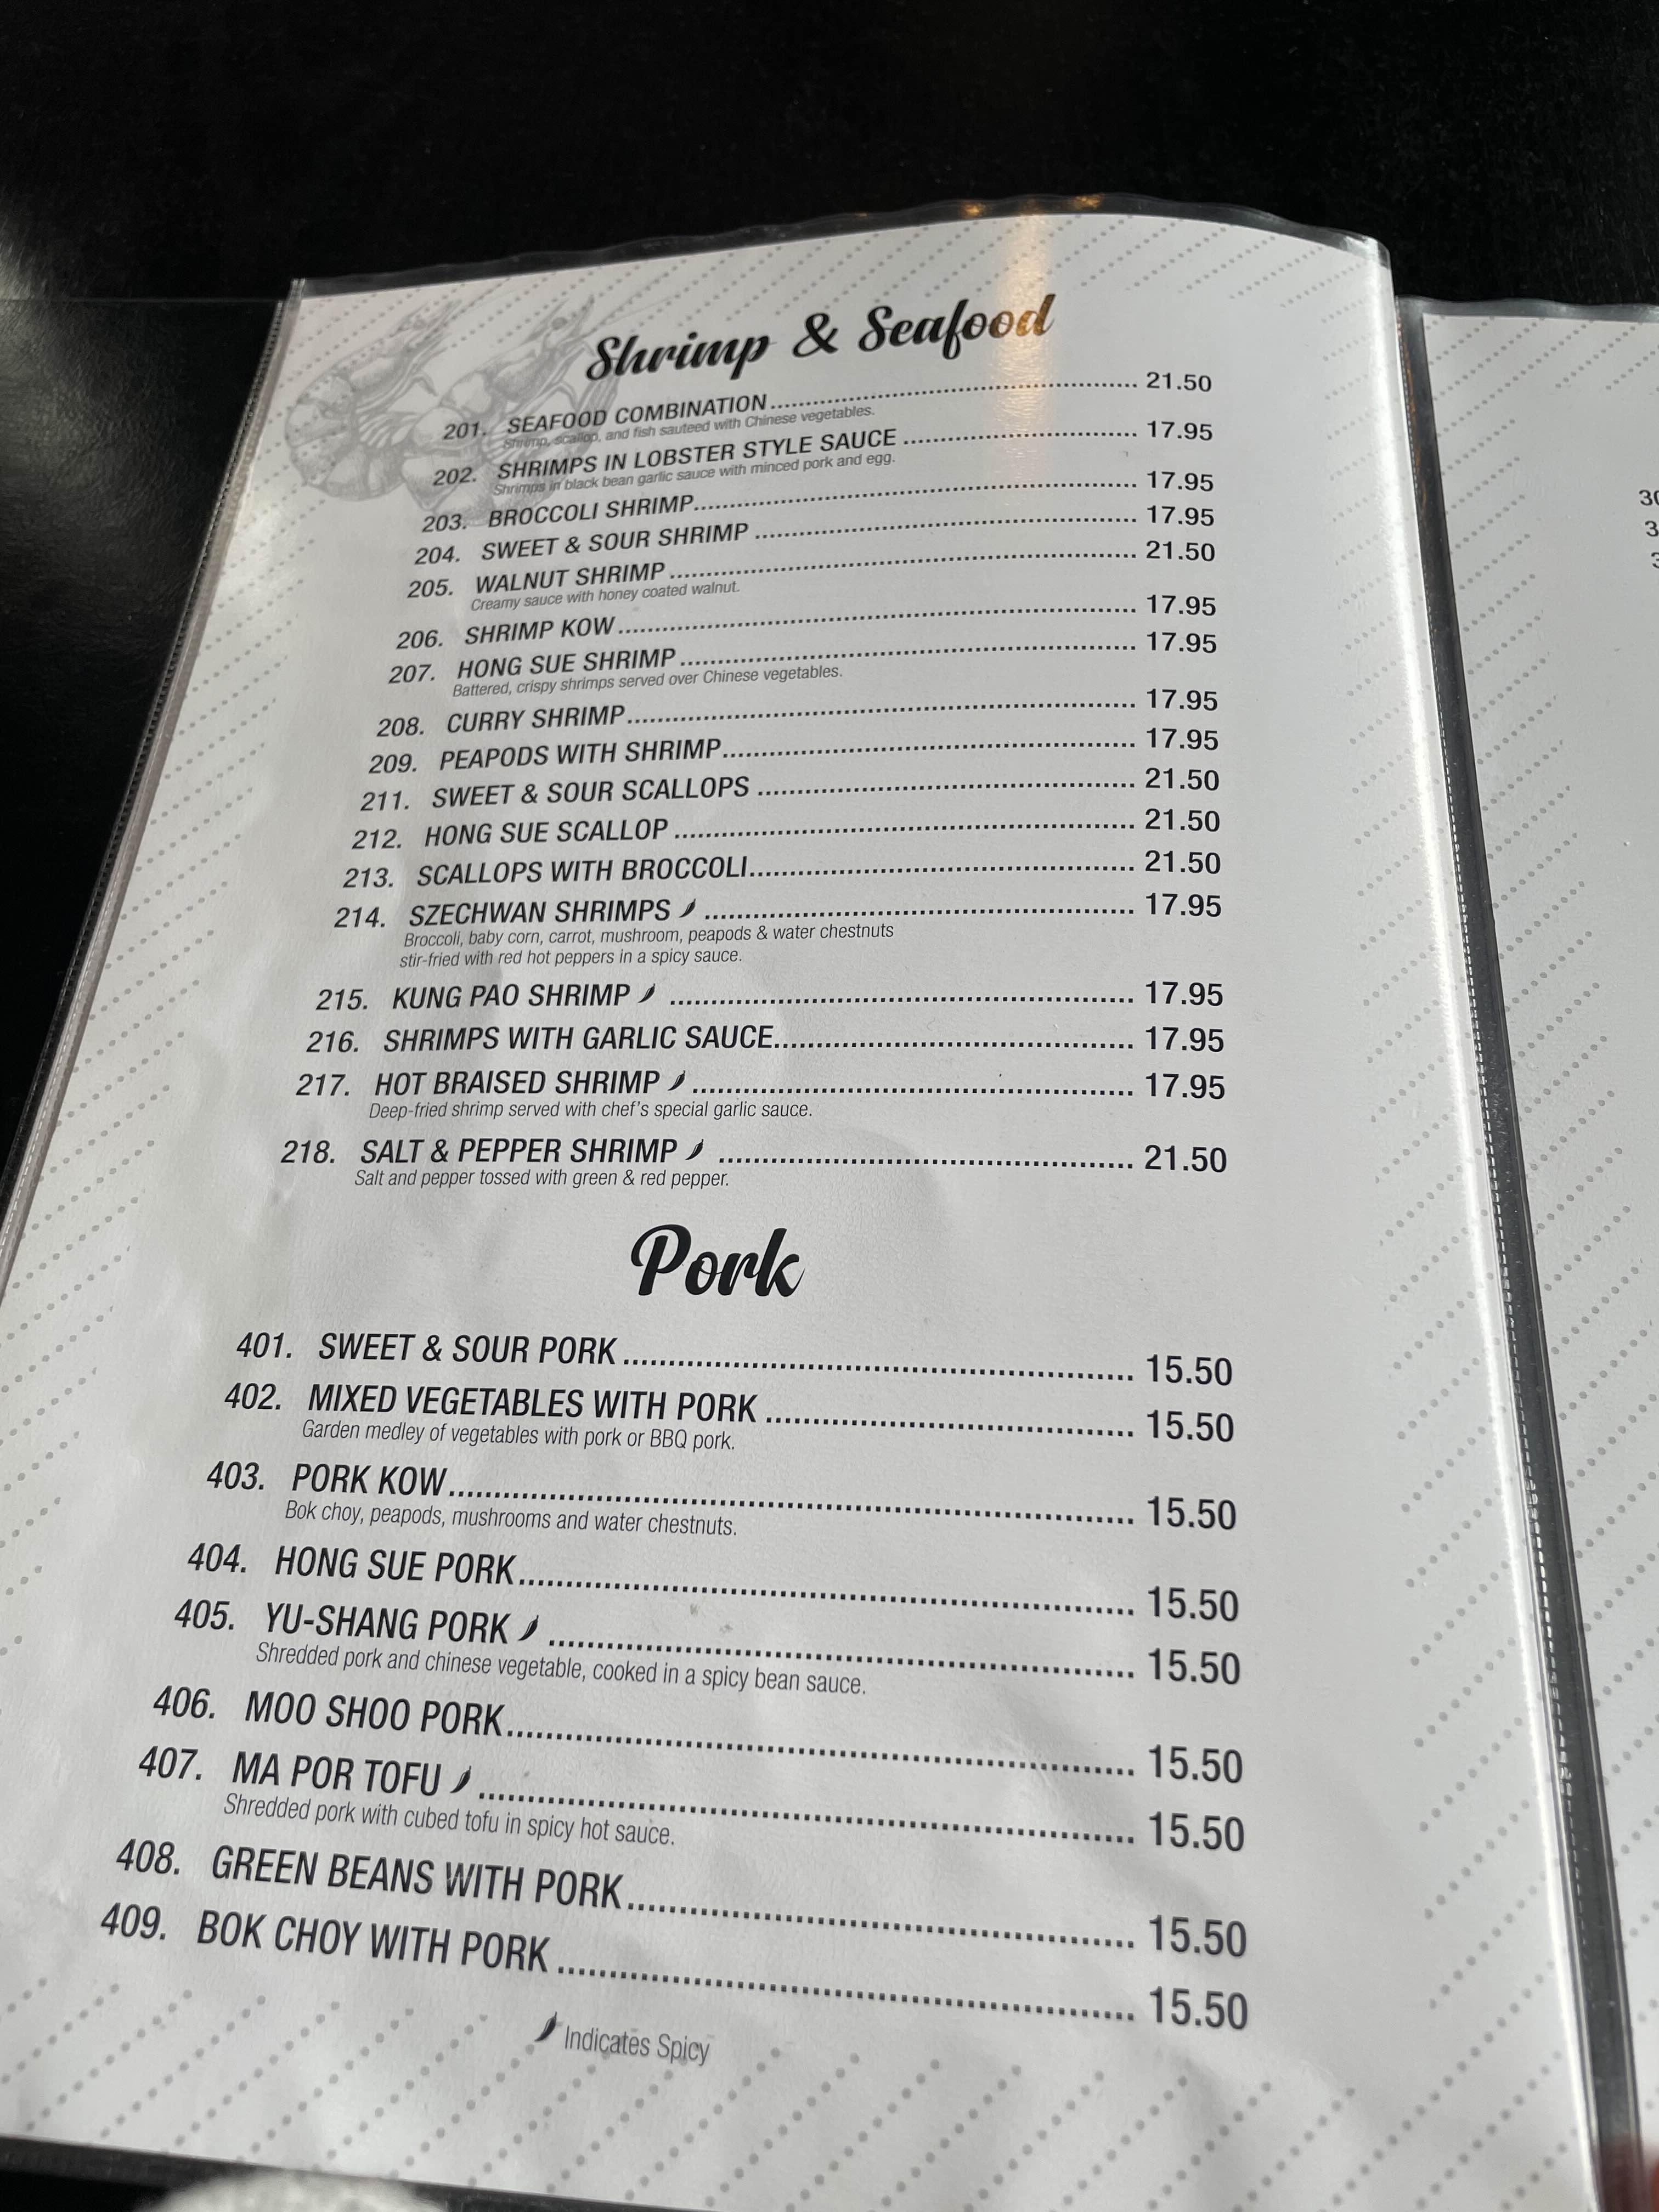 Shrimp & Seafood
201. SEAFOOD COMBINATION........................................ 21.50
Shrimp, scallop, and fish sauteed with Chinese vegetables.
202. SHRIMPS IN LOBSTER STYLE SAUCE ........................................ 17.95
Shrimps in black bean garlic sauce with minced pork and egg.
203. BROCCOLI SHRIMP........................................ 17.95
204. SWEET & SOUR SHRIMP ........................................ 17.95
205. WALNUT SHRIMP ........................................ 21.50
Creamy sauce with honey coated walnut.
206. SHRIMP KOW........................................ 17.95
207. HONG SUE SHRIMP ........................................ 17.95
Battered, crispy shrimps served over Chinese vegetables.
208. CURRY SHRIMP........................................ 17.95
209. PEAPODS WITH SHRIMP........................................ 17.95
211. SWEET & SOUR SCALLOPS ........................................ 21.50
212. HONG SUE SCALLOP ........................................ 21.50
213. SCALLOPS WITH BROCCOLI........................................ 21.50
214. SZECHWAN SHRIMPS ........................................ 17.95
Broccoli, baby corn, carrot, mushroom, peapods & water chestnuts
stir-fried with red hot peppers in a spicy sauce.
215. KUNG PAO SHRIMP ........................................ 17.95
216. SHRIMPS WITH GARLIC SAUCE........................................ 17.95
217. HOT BRAISED SHRIMP ........................................ 17.95
Deep-fried shrimp served with chef's special garlic sauce.
218. SALT & PEPPER SHRIMP ........................................ 21.50
Salt and pepper tossed with green & red pepper.
Pork
401. SWEET & SOUR PORK ........................................ 15.50
402. MIXED VEGETABLES WITH PORK ........................................ 15.50
Garden medley of vegetables with pork or BBQ pork.
403. PORK KOW........................................ 15.50
Bok choy, peapods, mushrooms and water chestnuts.
404. HONG SUE PORK........................................ 15.50
405. YU-SHANG PORK ........................................ 15.50
Shredded pork and chinese vegetable, cooked in a spicy bean sauce.
406. MOO SHOO PORK........................................ 15.50
407. MA POR TOFU ........................................ 15.50
Shredded pork with cubed tofu in spicy hot sauce.
408. GREEN BEANS WITH PORK........................................ 15.50
409. BOK CHOY WITH PORK ........................................ 15.50
Indicates Spicy